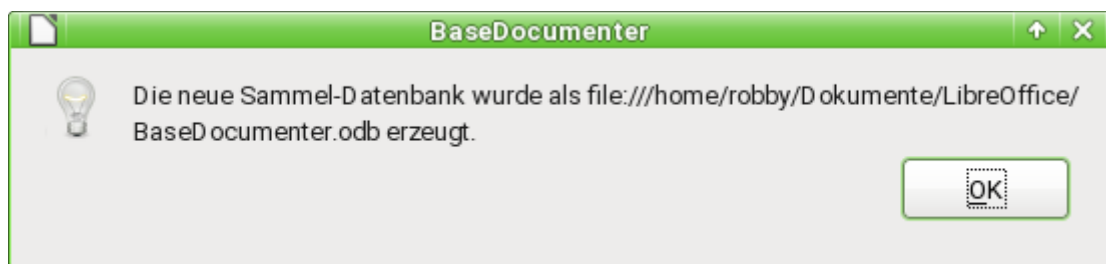 BaseDocumenter
Die neue Sammel-Datenbank wurde als file:///home/robby/Dokumente/LibreOffice/
BaseDocumenter.odb erzeugt.
OK